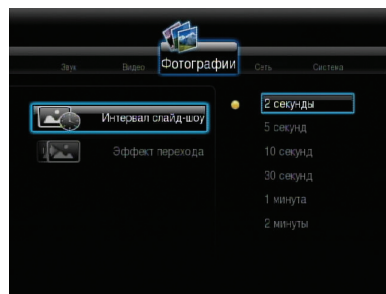 Звук Видео Фотографии Сеть Система
Интервал слайд-шоу
Эффект перехода
2 секунды
5 секунд
10 секунд
30 секунд
1 минута
2 минуты